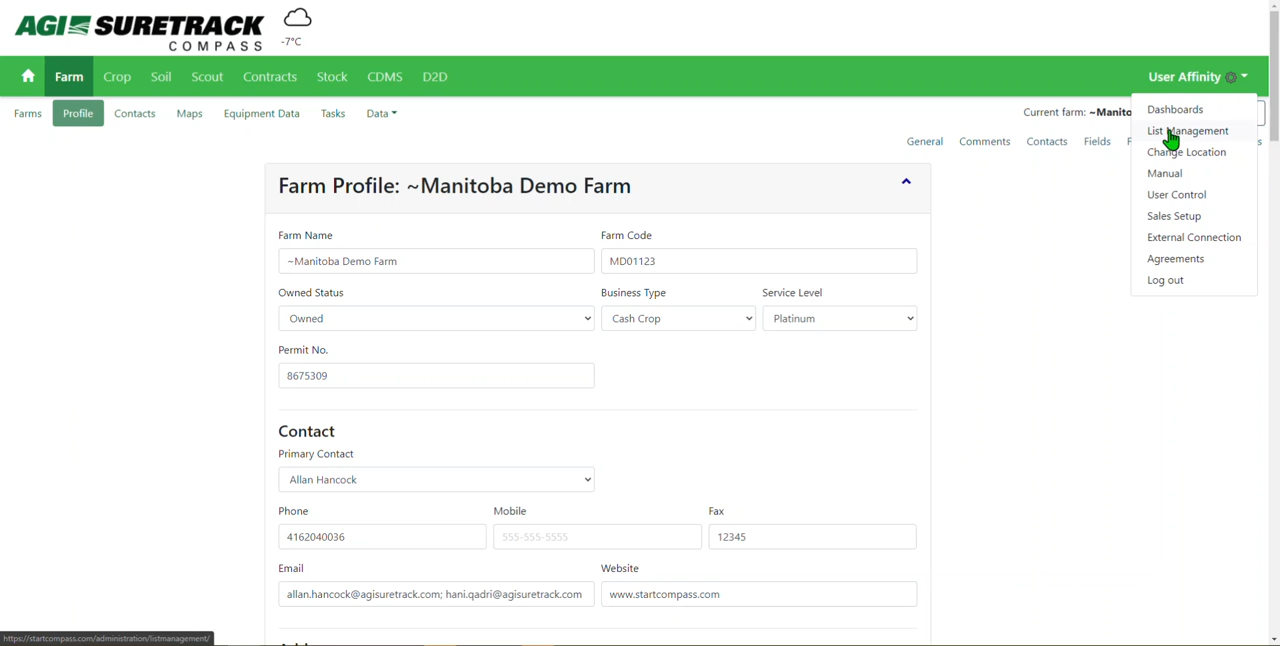 AGI SURETRACK
COMPASS
-7°C
Farm Crop Soil Scout Contracts Stock CDMS D2D User Affinity
Farms Profile Contacts Maps Equipment Data Tasks Data Current farm: ~Manito
General Comments Contacts Fields
Dashboards
List Management
Change Location
Manual
User Control
Sales Setup
External Connection
Agreements
Log out
Farm Profile: ~Manitoba Demo Farm
Farm Name Farm Code
~Manitoba Demo Farm MD01123
Owned Status Business Type Service Level
Owned Cash Crop Platinum
Permit No.
8675309
Contact
Primary Contact
Allan Hancock
Phone Mobile Fax
4162040036 555-555-5555 12345
Email Website
allan.hancock@agisuretrack.com; hani.qadri@agisuretrack.com www.startcompass.com
https://startcompass.com/administration/listmanagement/